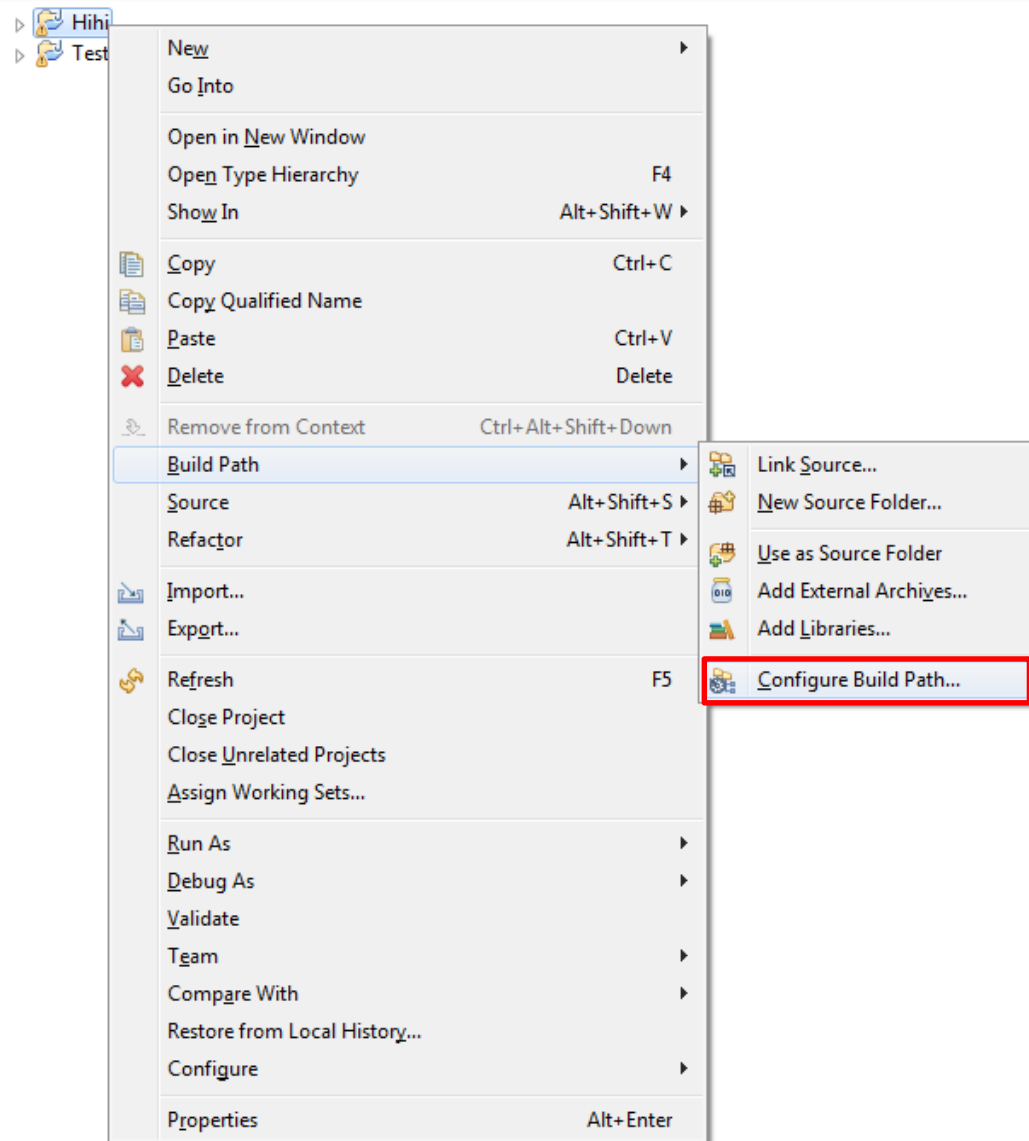 Hihi
Test
New
Go Into
Open in New Window
Open Type Hierarchy F4
Show In Alt+Shift+W
Copy Ctrl+C
Copy Qualified Name
Paste Ctrl+V
Delete Delete
Remove from Context Ctrl+Alt+Shift+Down
Build Path
Source Alt+Shift+S
Refactor Alt+Shift+T
Import...
Export...
Refresh F5
Close Project
Close Unrelated Projects
Assign Working Sets...
Run As
Debug As
Validate
Team
Compare With
Restore from Local History...
Configure
Properties Alt+Enter
Link Source...
New Source Folder...
Use as Source Folder
010
Add External Archives...
Add Libraries...
Configure Build Path...